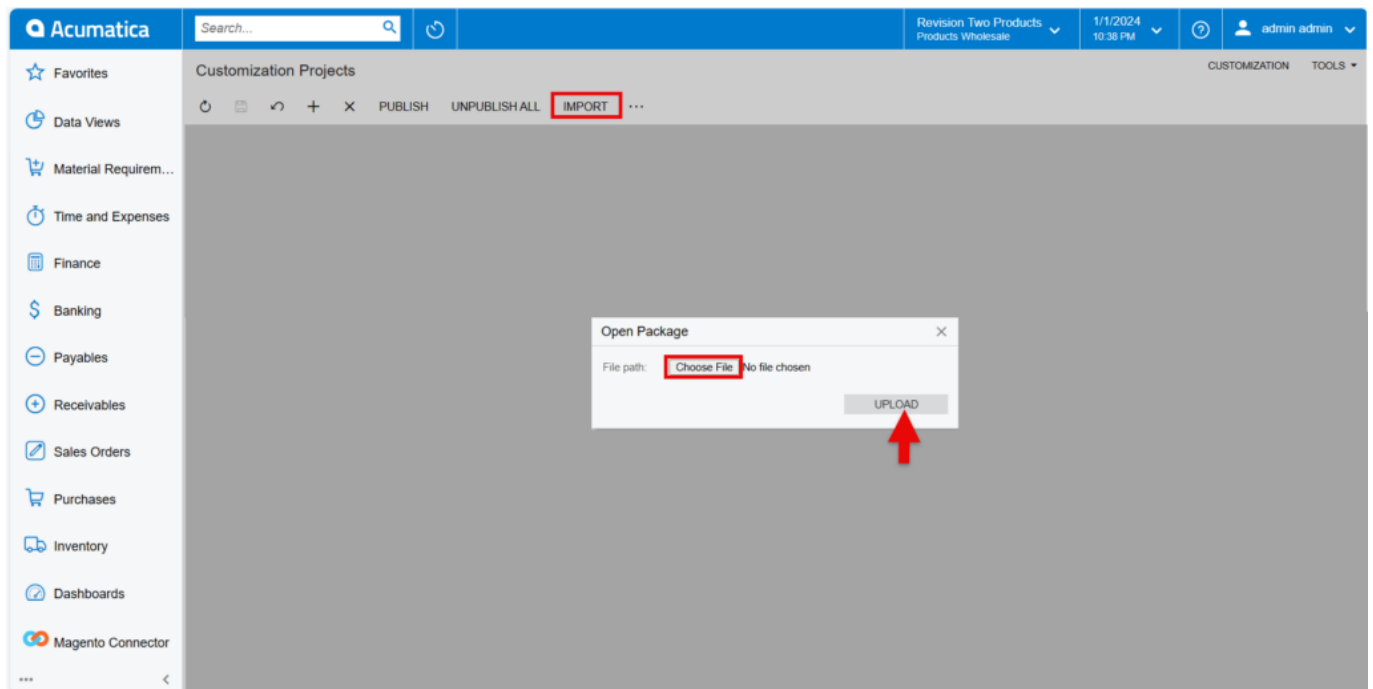 Acumatica
Search...
Revision Two Products
Products Wholesale
1/1/2024
10:38 PM
admin admin
Favorites
Data Views
Material Requirem...
Time and Expenses
Finance
Banking
Payables
Receivables
Sales Orders
Purchases
Inventory
Dashboards
Magento Connector
Customization Projects
CUSTOMIZATION TOOLS
PUBLISH UNPUBLISH ALL IMPORT
Open Package
File path: Choose File No file chosen
UPLOAD